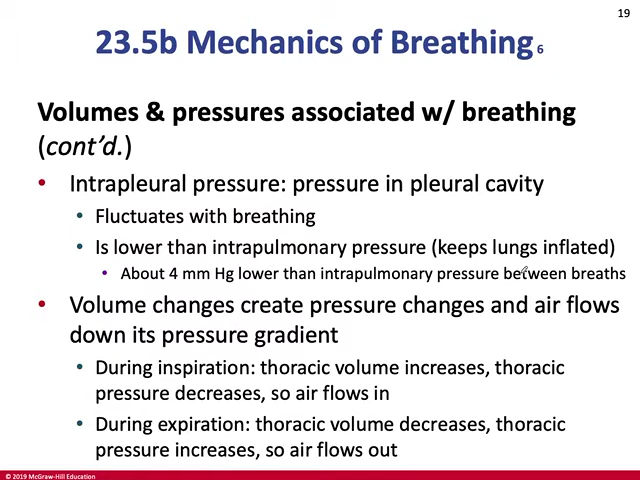 19
23.5b Mechanics of Breathing 6
Volumes & pressures associated w/ breathing
(cont’d.)
• Intrapleural pressure: pressure in pleural cavity
• Fluctuates with breathing
• Is lower than intrapulmonary pressure (keeps lungs inflated)
• About 4 mm Hg lower than intrapulmonary pressure between breaths
• Volume changes create pressure changes and air flows
down its pressure gradient
• During inspiration: thoracic volume increases, thoracic
pressure decreases, so air flows in
• During expiration: thoracic volume decreases, thoracic
pressure increases, so air flows out
© 2019 McGraw-Hill Education